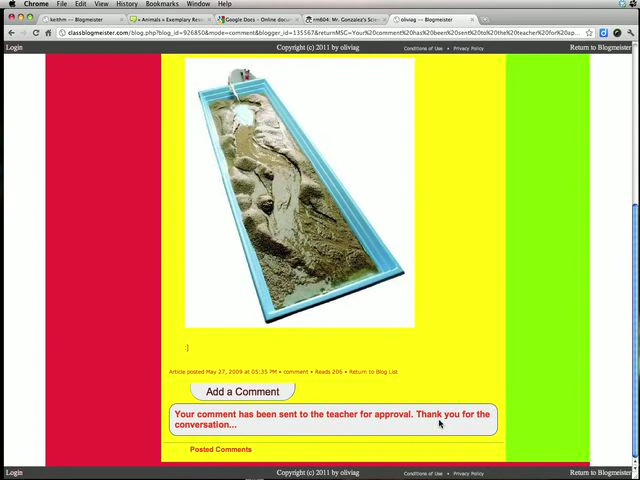 Chrome File Edit View History Bookmarks Window Help
keithm --- Blogmeister
» Animals » Exemplary Res
Google Docs - Online docum
rm604: Mr. Gonzalez's Scien
oliviag --- Blogmeister
classblogmeister.com/blog.php?blog_id=926850&mode=comment&blogger_id=135567&returnMSC=Your%20comment%20has%20been%20sent%20to%20the%20teacher%20for%20ap...
Login Copyright (c) 2011 by oliviag Conditions of Use • Privacy Policy Return to Blogmeister
:]
Article posted May 27, 2009 at 05:35 PM • comment • Reads 206 • Return to Blog List
Add a Comment
Your comment has been sent to the teacher for approval. Thank you for the
conversation...
Posted Comments
Login Copyright (c) 2011 by oliviag Conditions of Use • Privacy Policy Return to Blogmeister